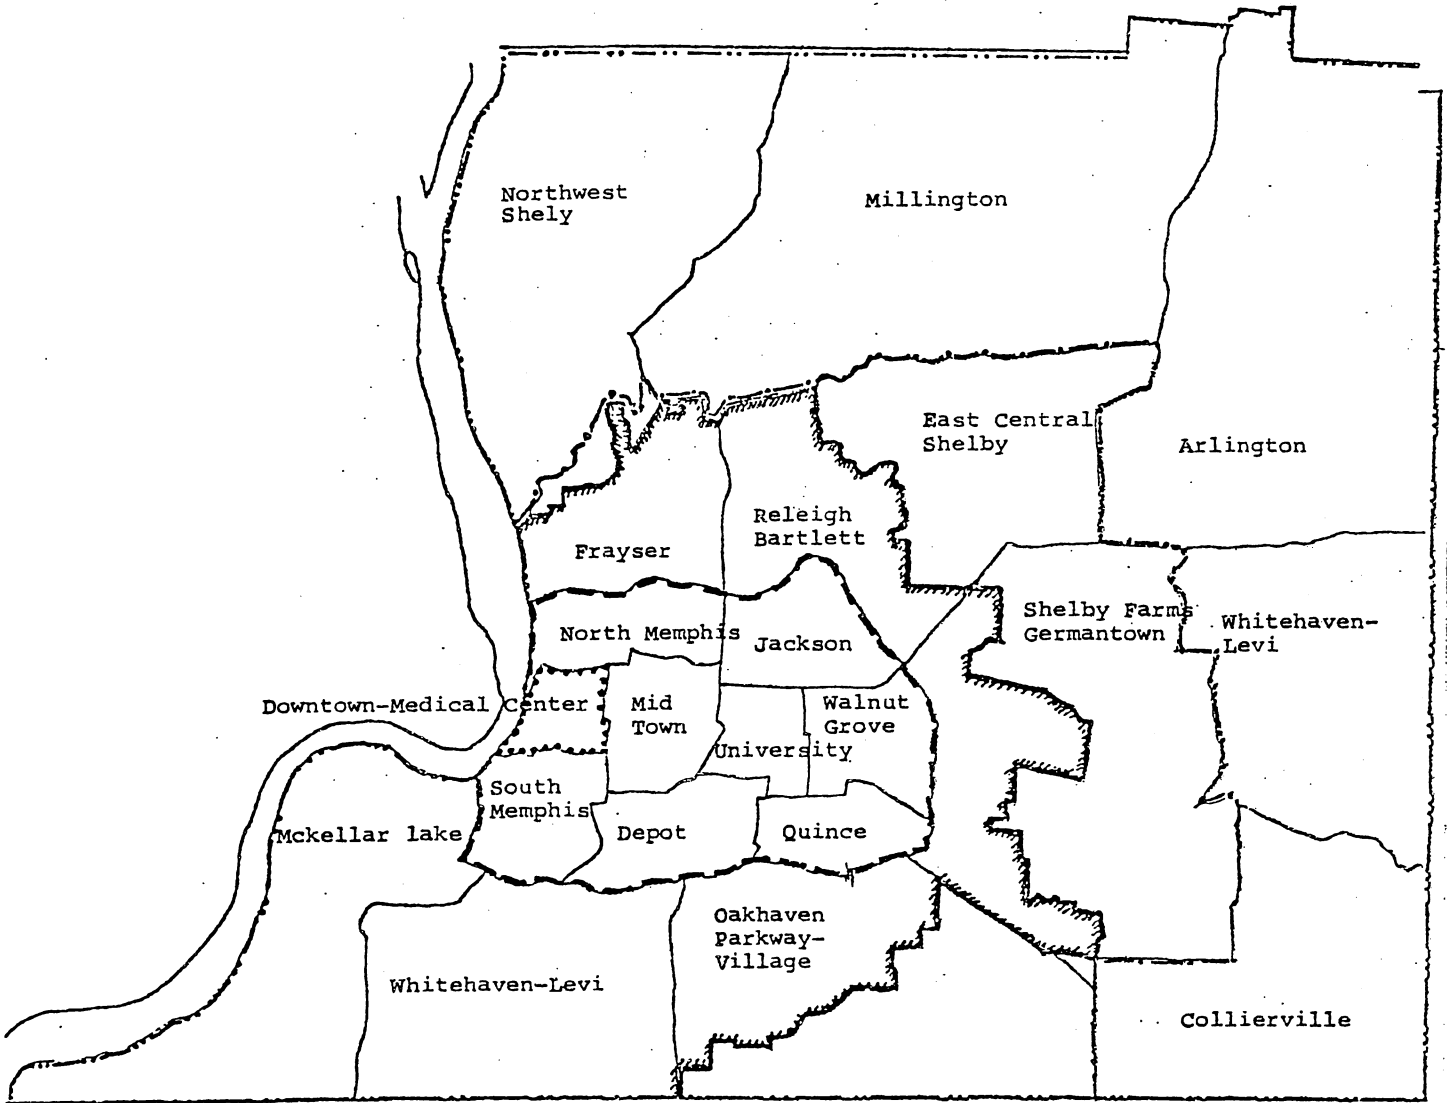 Northwest
Shely
Millington
East Central
Shelby
Arlington
Releigh
Bartlett
Frayser
Shelby Farms
Germantown
Whitehaven-
Levi
North Memphis
Jackson
Downtown-Medical Center
Mid
Town
Walnut
Grove
University
South
Memphis
Mckellar lake
Depot
Quince
Oakhaven
Parkway-
Village
Whitehaven-Levi
Collierville